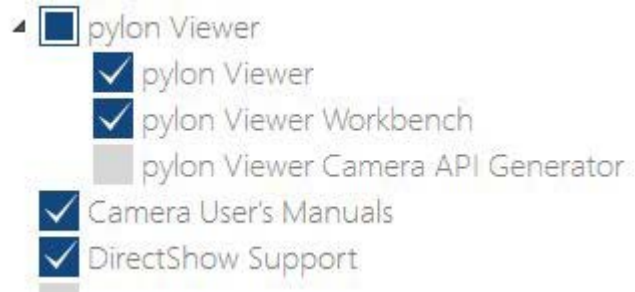 pylon Viewer
pylon Viewer
pylon Viewer Workbench
pylon Viewer Camera API Generator
Camera User's Manuals
DirectShow Support